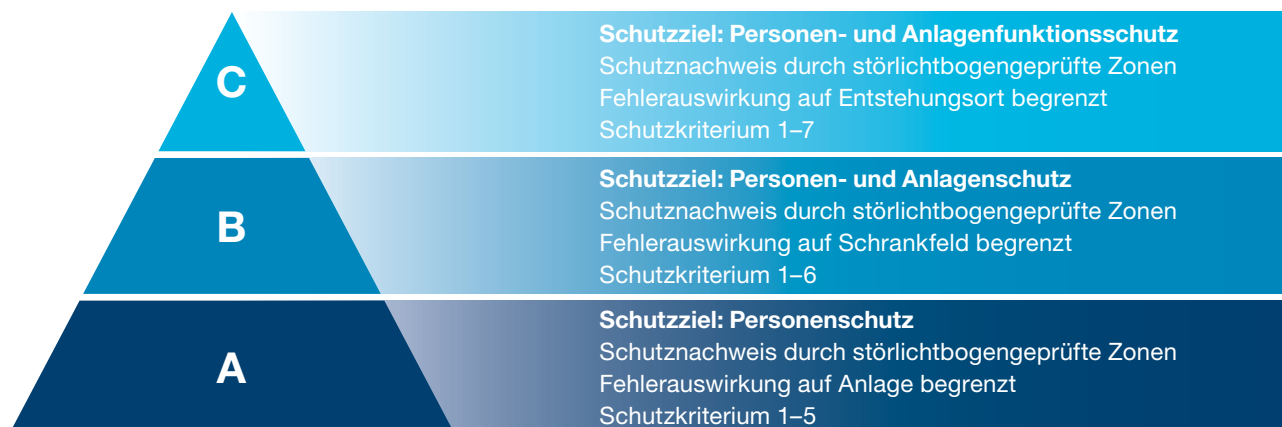 C
Schutzziel: Personen- und Anlagenfunktionsschutz
Schutznachweis durch störlichtbogengeprüfte Zonen
Fehlerauswirkung auf Entstehungsort begrenzt
Schutzkriterium 1–7
B
Schutzziel: Personen- und Anlagenschutz
Schutznachweis durch störlichtbogengeprüfte Zonen
Fehlerauswirkung auf Schrankfeld begrenzt
Schutzkriterium 1–6
A
Schutzziel: Personenschutz
Schutznachweis durch störlichtbogengeprüfte Zonen
Fehlerauswirkung auf Anlage begrenzt
Schutzkriterium 1–5